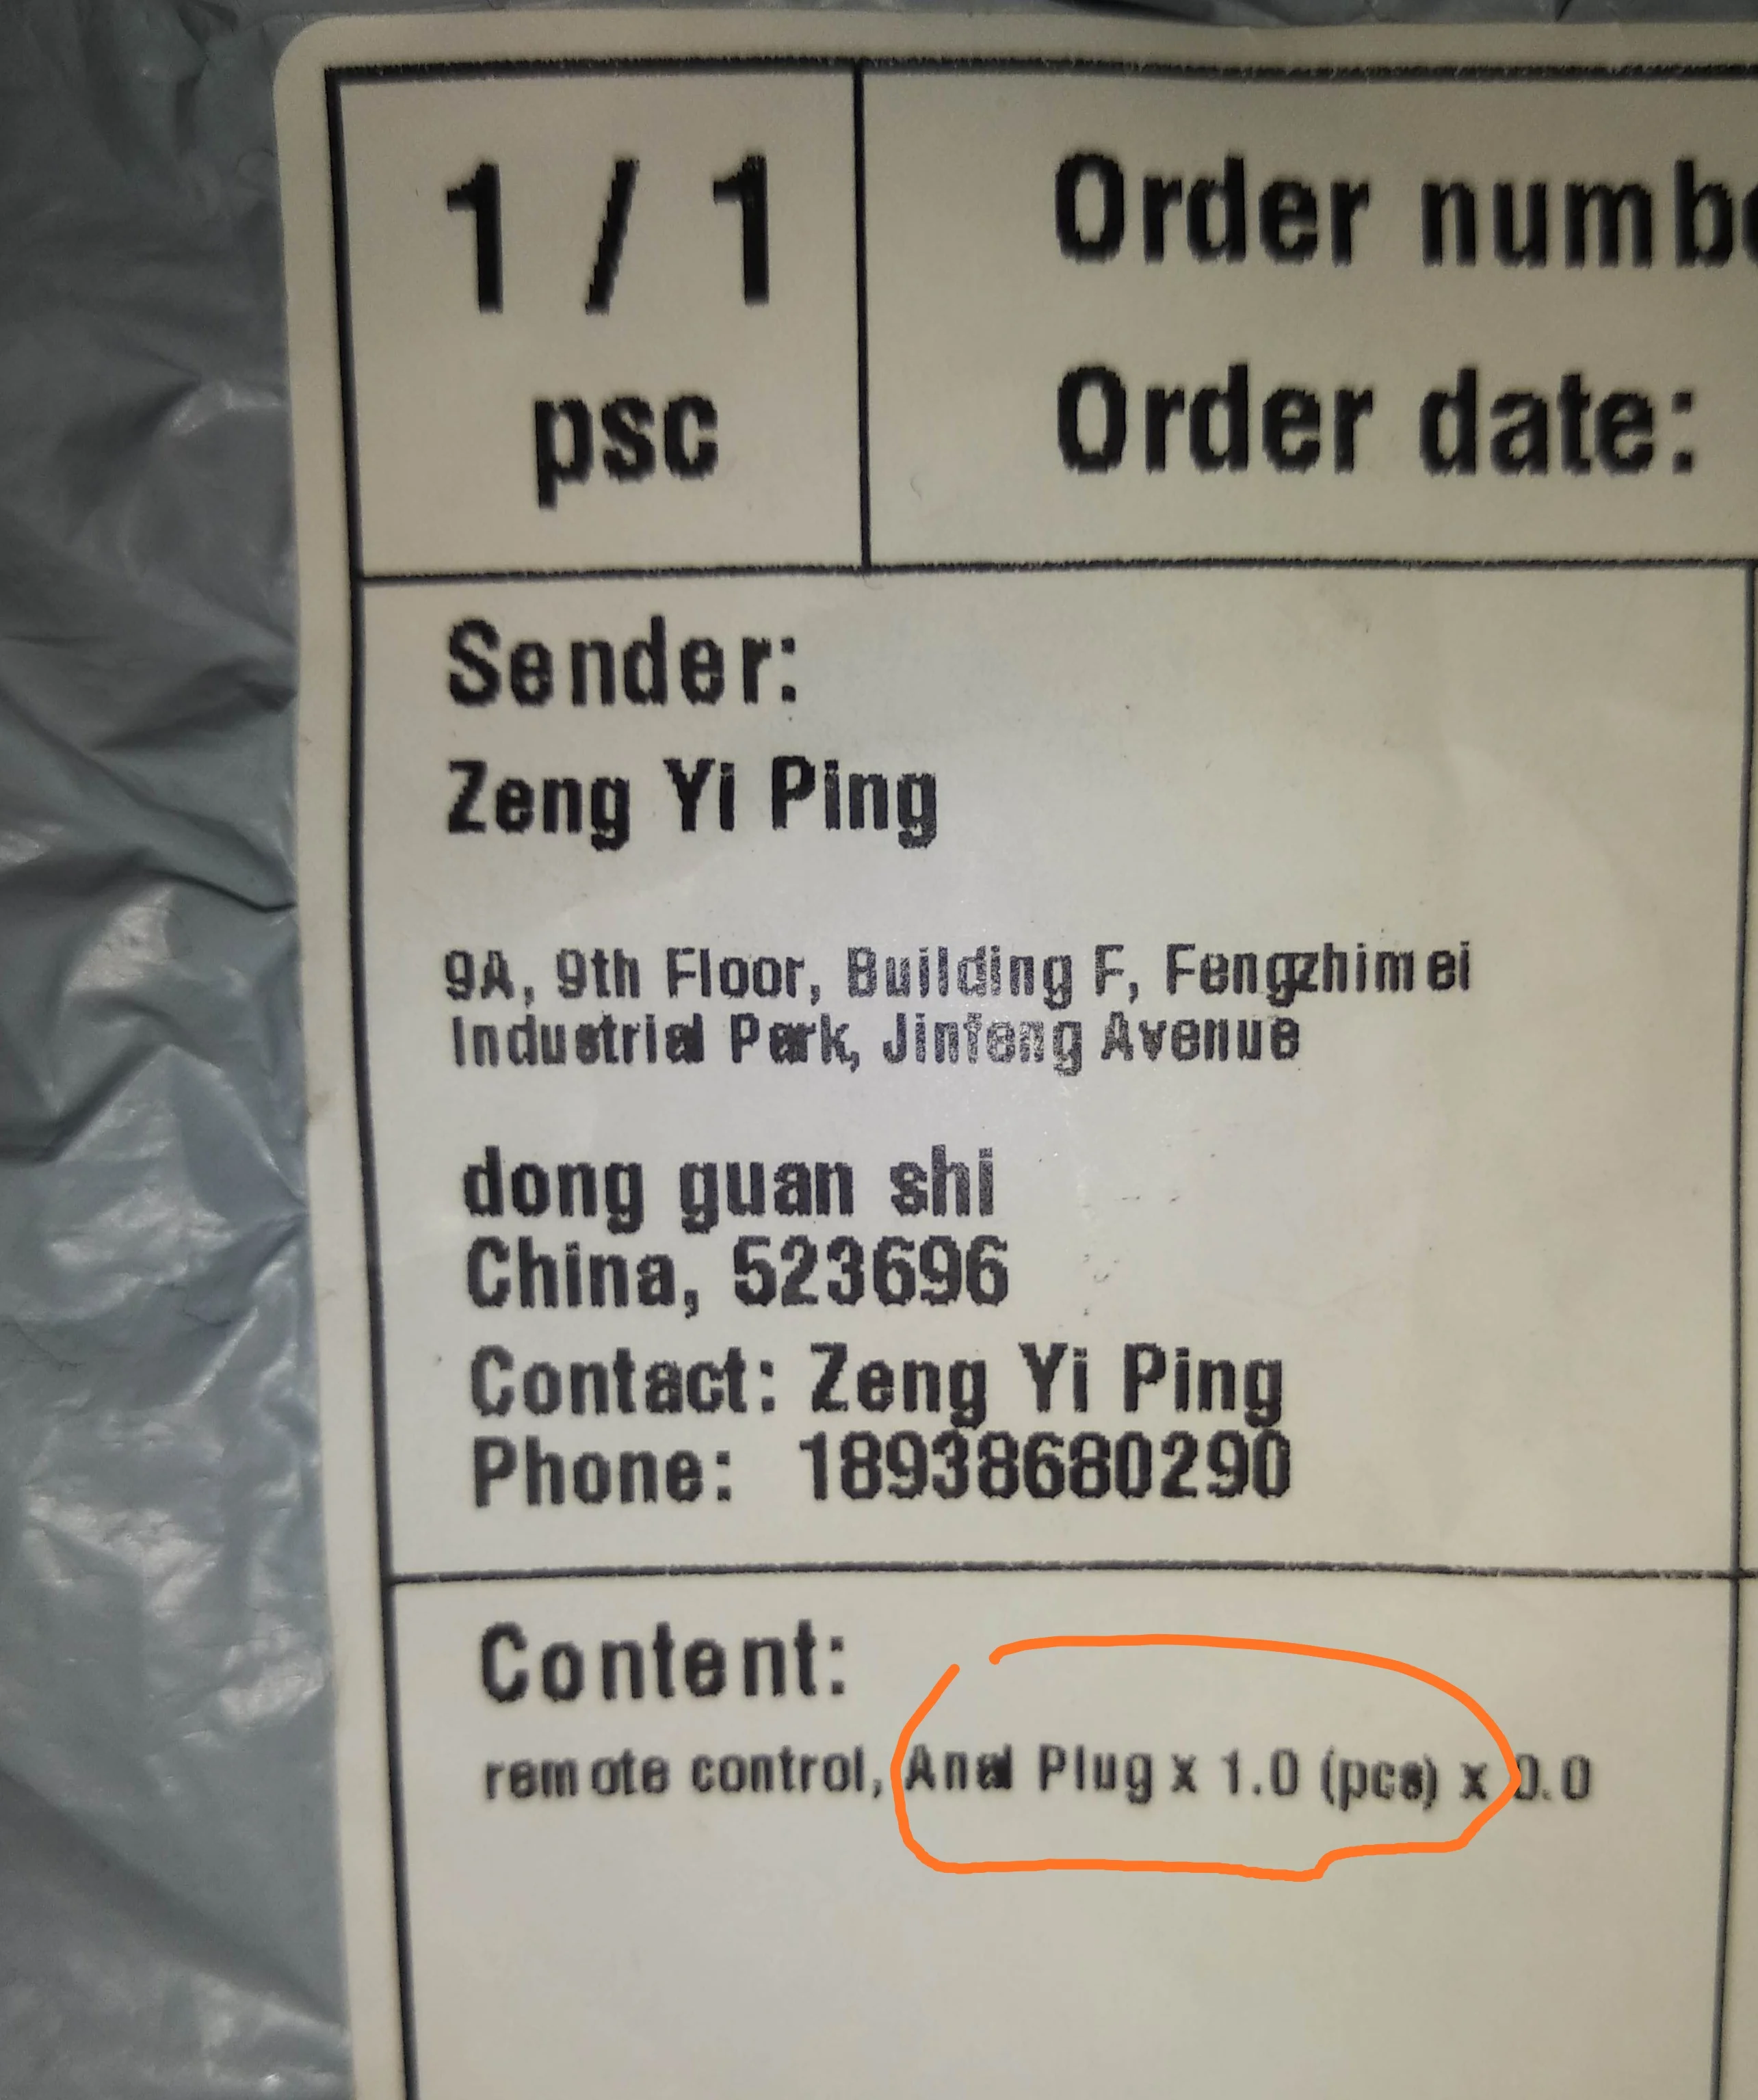 1 / 1
psc
Order numb
Order date:
Sender:
Zeng Yi Ping
9A, 9th Floor, Building F, Fengzhimei
Industrial Park, Jinfeng Avenue
dong guan shi
China, 523696
Contact: Zeng Yi Ping
Phone: 18938680290
Content:
remote control, Anal Plug x 1.0 (pcs) x 0.0